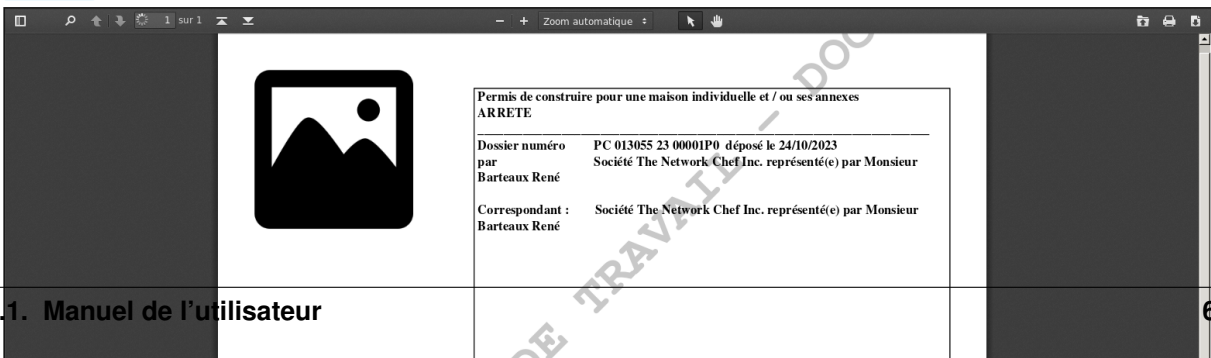 1 sur 1 Zoom automatique
Permis de construire pour une maison individuelle et / ou ses annexes
ARRETE
Dossier numéro PC 013055 23 00001P0 déposé le 24/10/2023
par Société The Network Chef Inc. représenté(e) par Monsieur
Barteaux René
Correspondant : Société The Network Chef Inc. représenté(e) par Monsieur
Barteaux René
DE TRAVAIL _ DOC
.1. Manuel de l'utilisateur 6